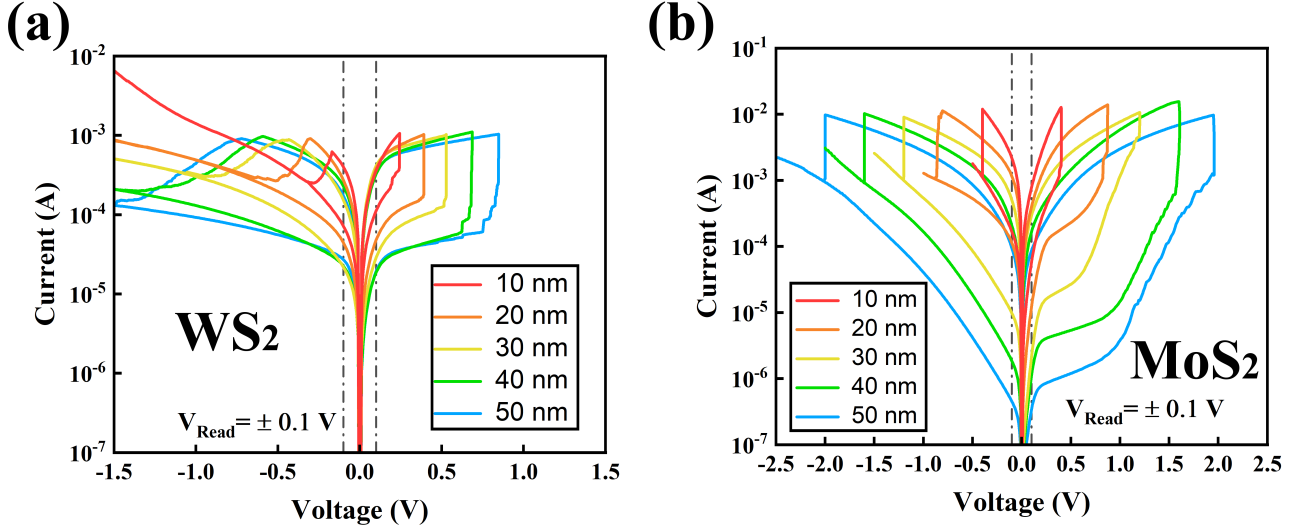 (a)
10⁻²
10⁻³
10⁻⁴
10⁻⁵
10⁻⁶
10⁻⁷
Current (A)
-1.5 -1.0 -0.5 0.0 0.5 1.0 1.5
Voltage (V)
WS₂
V_Read= ± 0.1 V
10 nm
20 nm
30 nm
40 nm
50 nm
(b)
10⁻¹
10⁻²
10⁻³
10⁻⁴
10⁻⁵
10⁻⁶
10⁻⁷
Current (A)
-2.5 -2.0 -1.5 -1.0 -0.5 0.0 0.5 1.0 1.5 2.0 2.5
Voltage (V)
10 nm
20 nm
30 nm
40 nm
50 nm
MoS₂
V_Read= ± 0.1 V